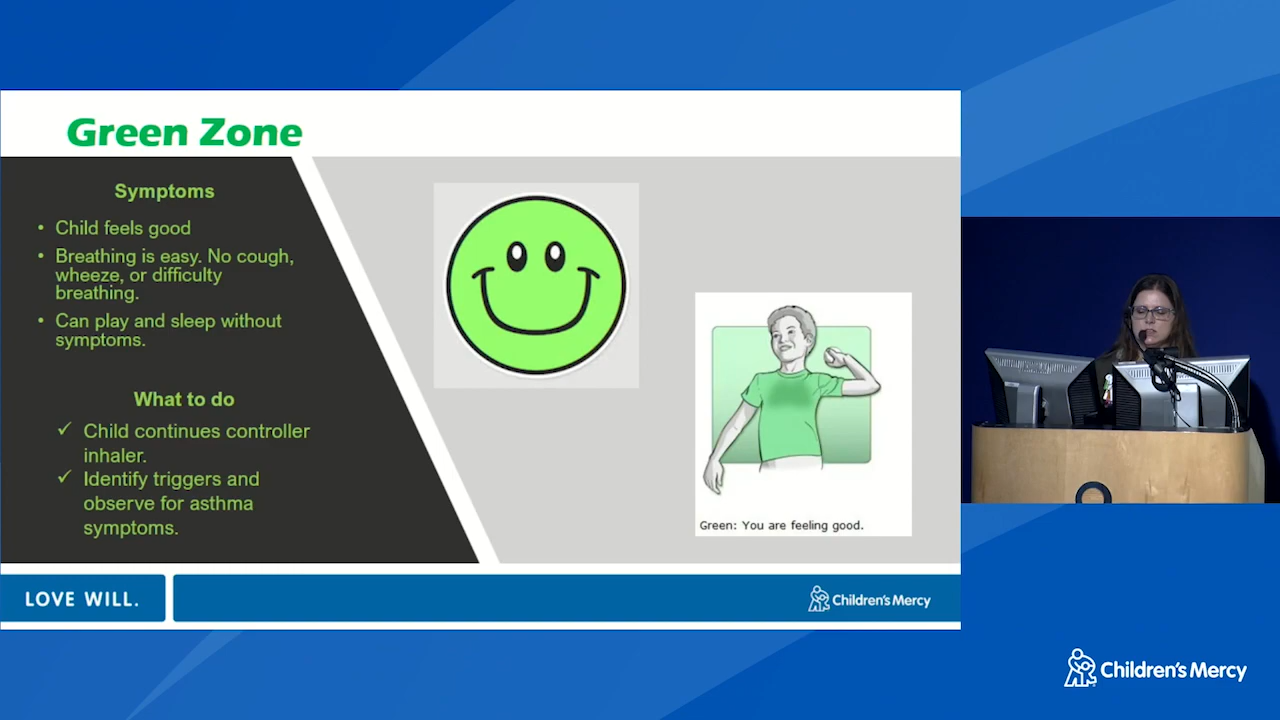 Green Zone
Symptoms
• Child feels good
• Breathing is easy. No cough,
wheeze, or difficulty
breathing.
• Can play and sleep without
symptoms.
What to do
✓ Child continues controller
inhaler.
✓ Identify triggers and
observe for asthma
symptoms.
Green: You are feeling good.
LOVE WILL.
Children's Mercy
Children's Mercy